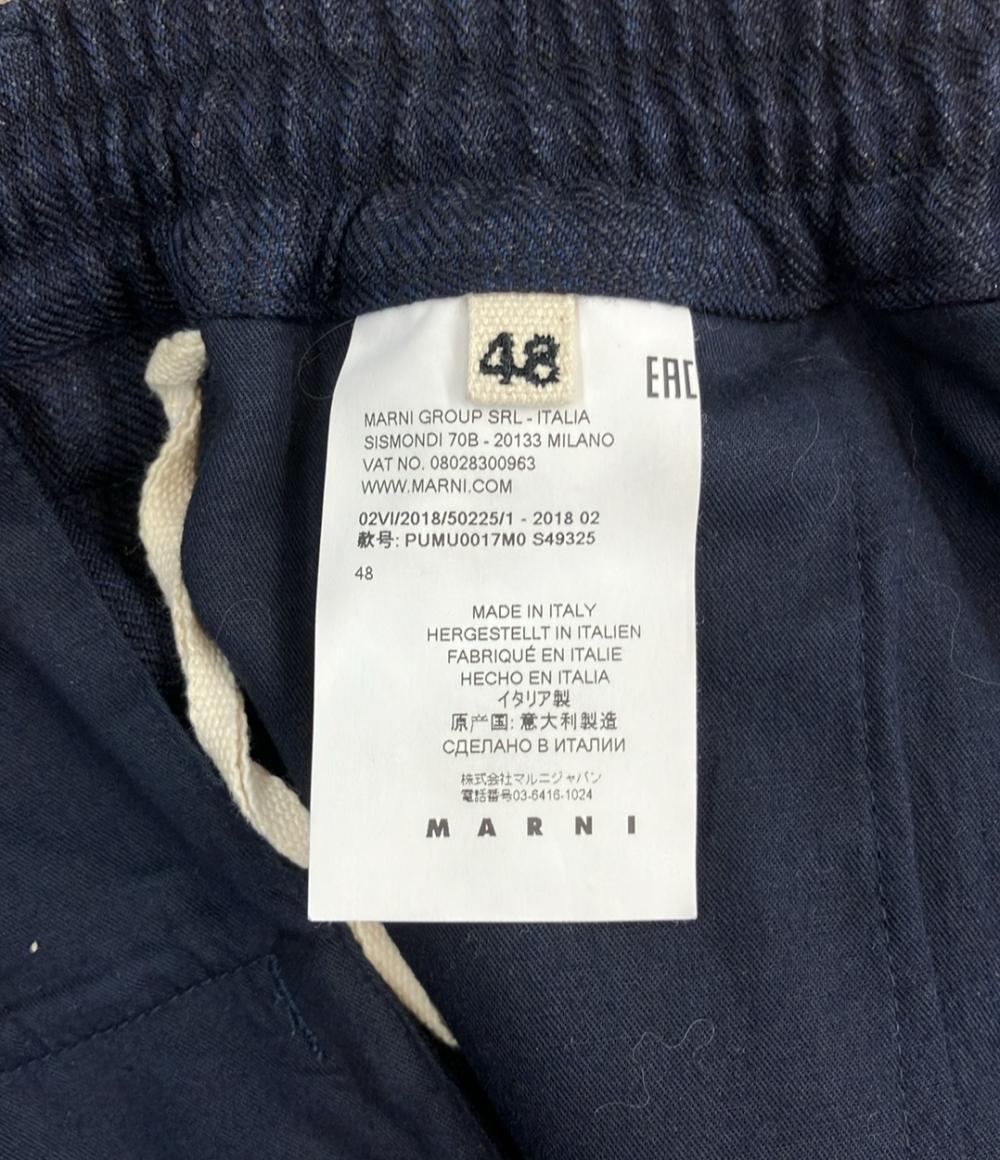 48
EAC
MARNI GROUP SRL - ITALIA
SISMONDI 70B - 20133 MILANO
VAT NO. 08028300963
WWW.MARNI.COM
02VI/2018/50225/1 - 2018 02
款号: PUMU0017M0 S49325
48
MADE IN ITALY
HERGESTELLT IN ITALIEN
FABRIQUÉ EN ITALIE
HECHO EN ITALIA
イタリア製
原产国: 意大利製造
СДЕЛАНО В ИТАЛИИ
株式会社マルニジャパン
電話番号03-6416-1024
MARNI